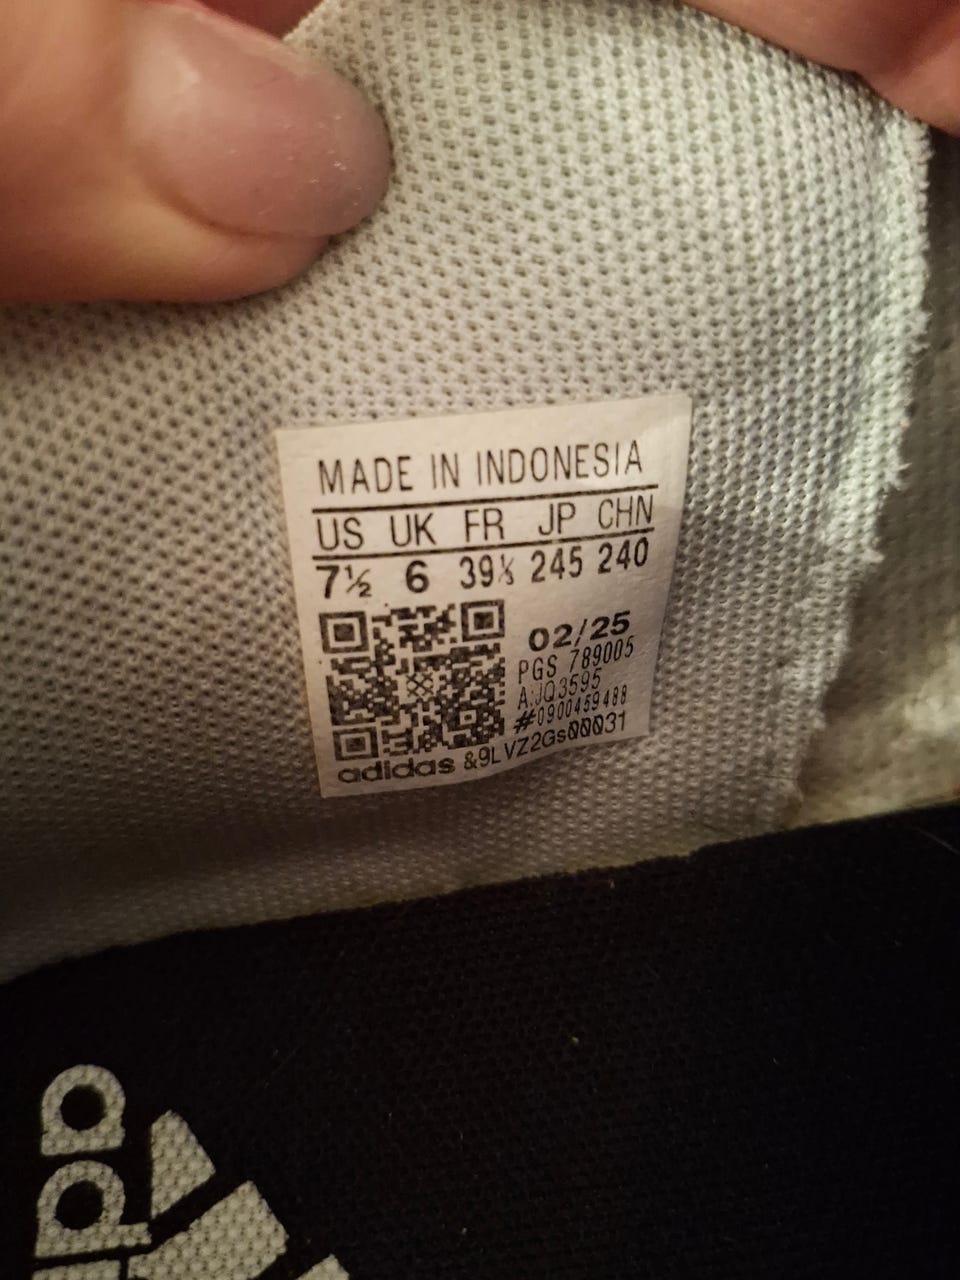 MADE IN INDONESIA
US UK FR JP CHN
7½ 6 39⅓ 245 240
02/25
PGS 789005
A:JQ3595
#0900459488
adidas &9LVZ2Gs00031
adid